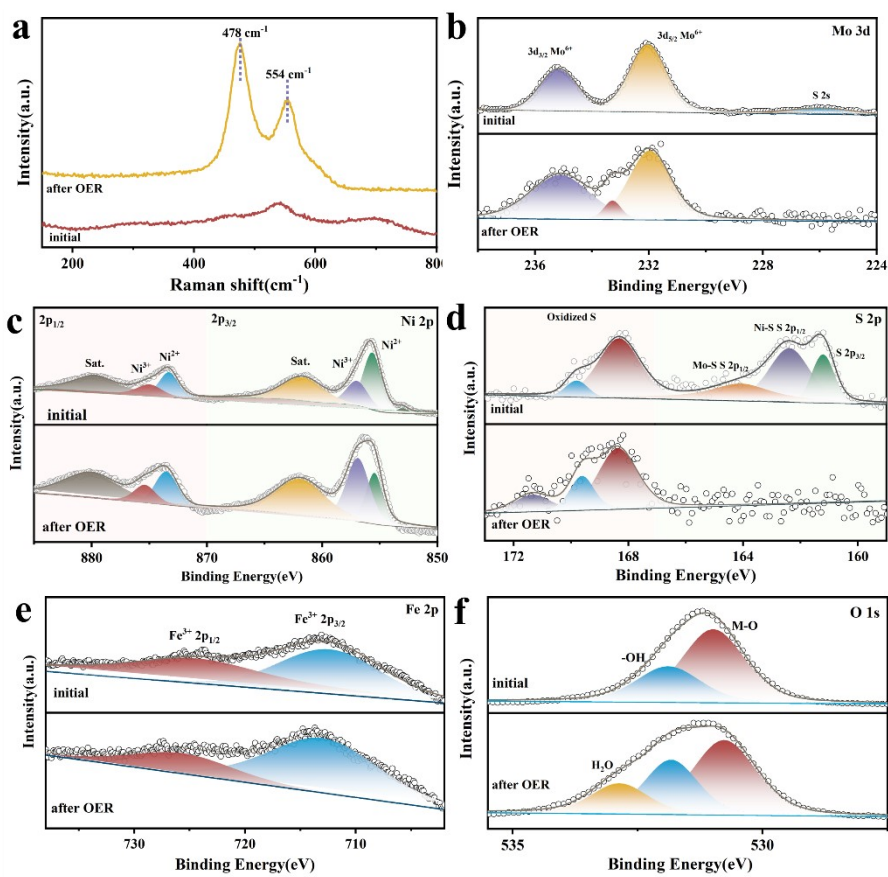 a
478 cm⁻¹
554 cm⁻¹
Intensity(a.u.)
after OER
initial
200
400
600
800
Raman shift(cm⁻¹)
b
Mo 3d
3d₃/₂ Mo⁶⁺
3d₅/₂ Mo⁶⁺
S 2s
Intensity(a.u.)
initial
after OER
236
232
228
224
Binding Energy(eV)
c
2p₁/₂
2p₃/₂
Ni 2p
Ni²⁺
Sat.
Ni³⁺
Ni²⁺
Sat.
Ni³⁺
Intensity(a.u.)
initial
after OER
880
870
860
850
Binding Energy(eV)
d
S 2p
Oxidized S
Ni-S S 2p₁/₂
Mo-S S 2p₁/₂
S 2p₃/₂
Intensity(a.u.)
initial
after OER
172
168
164
160
Binding Energy(eV)
e
Fe 2p
Fe³⁺ 2p₁/₂
Fe³⁺ 2p₃/₂
Intensity(a.u.)
initial
after OER
730
720
710
Binding Energy(eV)
f
O 1s
M-O
-OH
Intensity(a.u.)
initial
H₂O
after OER
535
530
Binding Energy(eV)